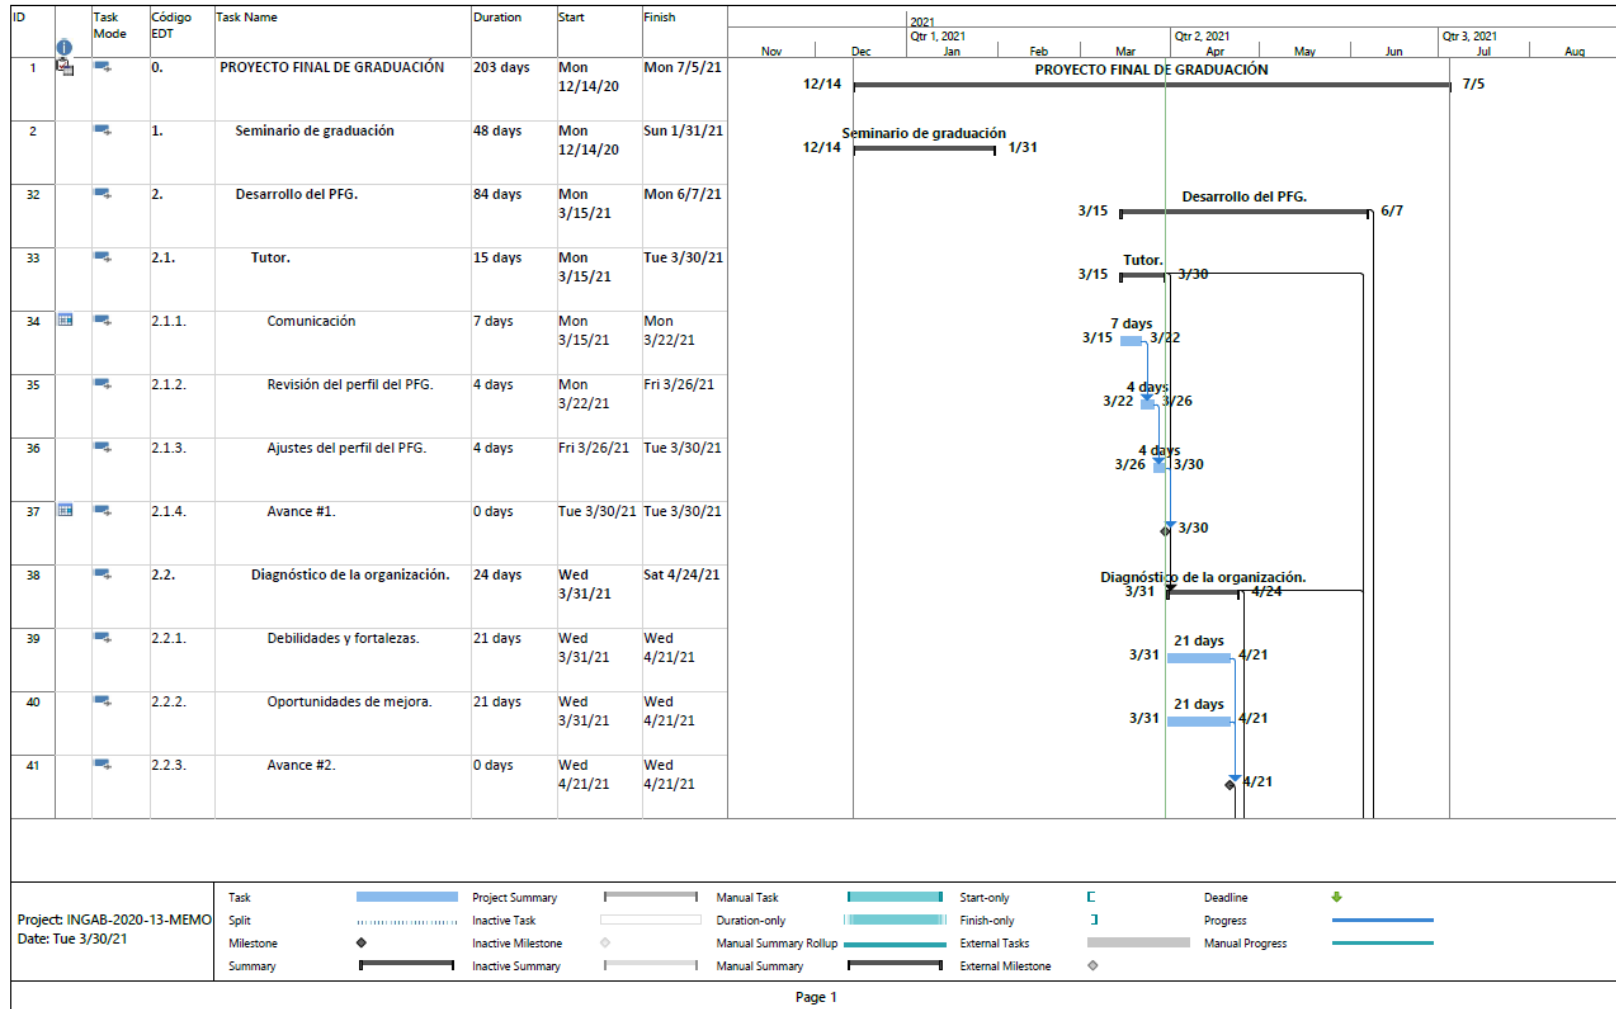 ID Task Mode Código EDT Task Name Duration Start Finish
2021
Qtr 1, 2021 Qtr 2, 2021 Qtr 3, 2021
Nov Dec Jan Feb Mar Apr May Jun Jul Aug
1 0. PROYECTO FINAL DE GRADUACIÓN 203 days Mon 12/14/20 Mon 7/5/21
PROYECTO FINAL DE GRADUACIÓN
12/14 7/5
2 1. Seminario de graduación 48 days Mon 12/14/20 Sun 1/31/21
Seminario de graduación
12/14 1/31
32 2. Desarrollo del PFG. 84 days Mon 3/15/21 Mon 6/7/21
Desarrollo del PFG.
3/15 6/7
33 2.1. Tutor. 15 days Mon 3/15/21 Tue 3/30/21
Tutor.
3/15 3/30
34 2.1.1. Comunicación 7 days Mon 3/15/21 Mon 3/22/21
7 days
3/15 3/22
35 2.1.2. Revisión del perfil del PFG. 4 days Mon 3/22/21 Fri 3/26/21
4 days
3/22 3/26
36 2.1.3. Ajustes del perfil del PFG. 4 days Fri 3/26/21 Tue 3/30/21
4 days
3/26 3/30
37 2.1.4. Avance #1. 0 days Tue 3/30/21 Tue 3/30/21
3/30
38 2.2. Diagnóstico de la organización. 24 days Wed 3/31/21 Sat 4/24/21
Diagnóstico de la organización.
3/31 4/24
39 2.2.1. Debilidades y fortalezas. 21 days Wed 3/31/21 Wed 4/21/21
21 days
3/31 4/21
40 2.2.2. Oportunidades de mejora. 21 days Wed 3/31/21 Wed 4/21/21
21 days
3/31 4/21
41 2.2.3. Avance #2. 0 days Wed 4/21/21 Wed 4/21/21
4/21
Project: INGAB-2020-13-MEMO
Date: Tue 3/30/21
Task Project Summary Manual Task Start-only Deadline
Split Inactive Task Duration-only Finish-only Progress
Milestone Inactive Milestone Manual Summary Rollup External Tasks Manual Progress
Summary Inactive Summary Manual Summary External Milestone
Page 1